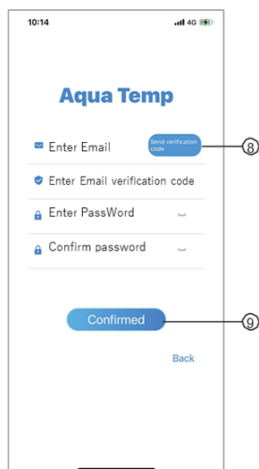 10:14 4G
Aqua Temp
Enter Email
Send verification
code
8
Enter Email verification code
Enter PassWord
Confirm password
Confirmed
9
Back